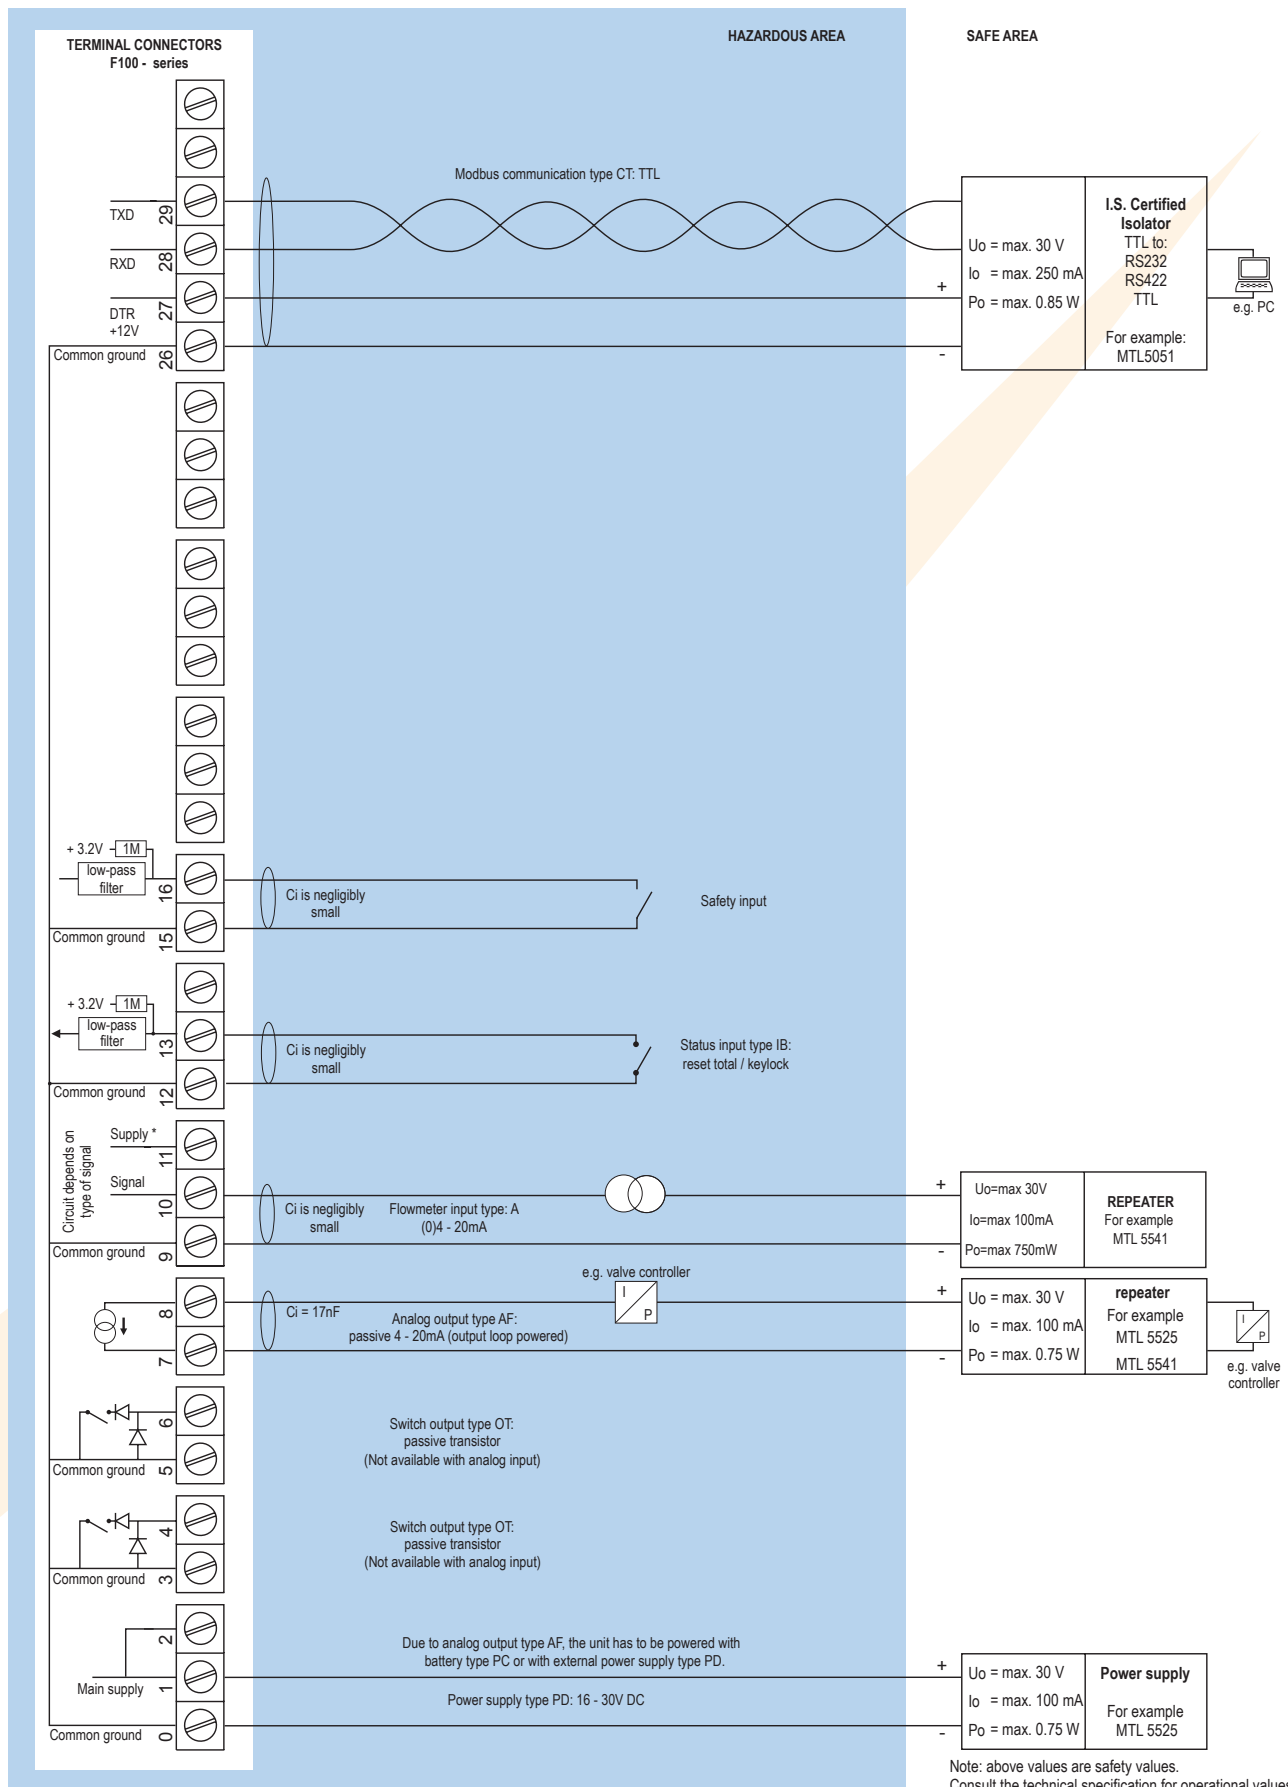 HAZARDOUS AREA
SAFE AREA
TERMINAL CONNECTORS
F100 - series
Modbus communication type CT: TTL
TXD
29
RXD
28
DTR
+12V
27
Common ground
26
+
-
Uo = max. 30 V
Io = max. 250 mA
Po = max. 0.85 W
I.S. Certified
Isolator
TTL to:
RS232
RS422
TTL
For example:
MTL5051
e.g. PC
+ 3.2V
1M
low-pass
filter
16
Common ground
15
Ci is negligibly
small
Safety input
+ 3.2V
1M
low-pass
filter
13
Common ground
12
Ci is negligibly
small
Status input type IB:
reset total / keylock
Circuit depends on
type of signal
Supply *
11
Signal
10
Common ground
9
Ci is negligibly
small
Flowmeter input type: A
(0)4 - 20mA
+
-
Uo=max 30V
Io=max 100mA
Po=max 750mW
REPEATER
For example
MTL 5541
8
7
Ci = 17nF
e.g. valve controller
I
P
Analog output type AF:
passive 4 - 20mA (output loop powered)
+
-
Uo = max. 30 V
Io = max. 100 mA
Po = max. 0.75 W
repeater
For example
MTL 5525
MTL 5541
I
P
e.g. valve
controller
6
Common ground
5
Switch output type OT:
passive transistor
(Not available with analog input)
4
Common ground
3
Switch output type OT:
passive transistor
(Not available with analog input)
2
Main supply
1
Common ground
0
Due to analog output type AF, the unit has to be powered with
battery type PC or with external power supply type PD.
Power supply type PD: 16 - 30V DC
+
-
Uo = max. 30 V
Io = max. 100 mA
Po = max. 0.75 W
Power supply
For example
MTL 5525
Note: above values are safety values.
Consult the technical specification for operational value